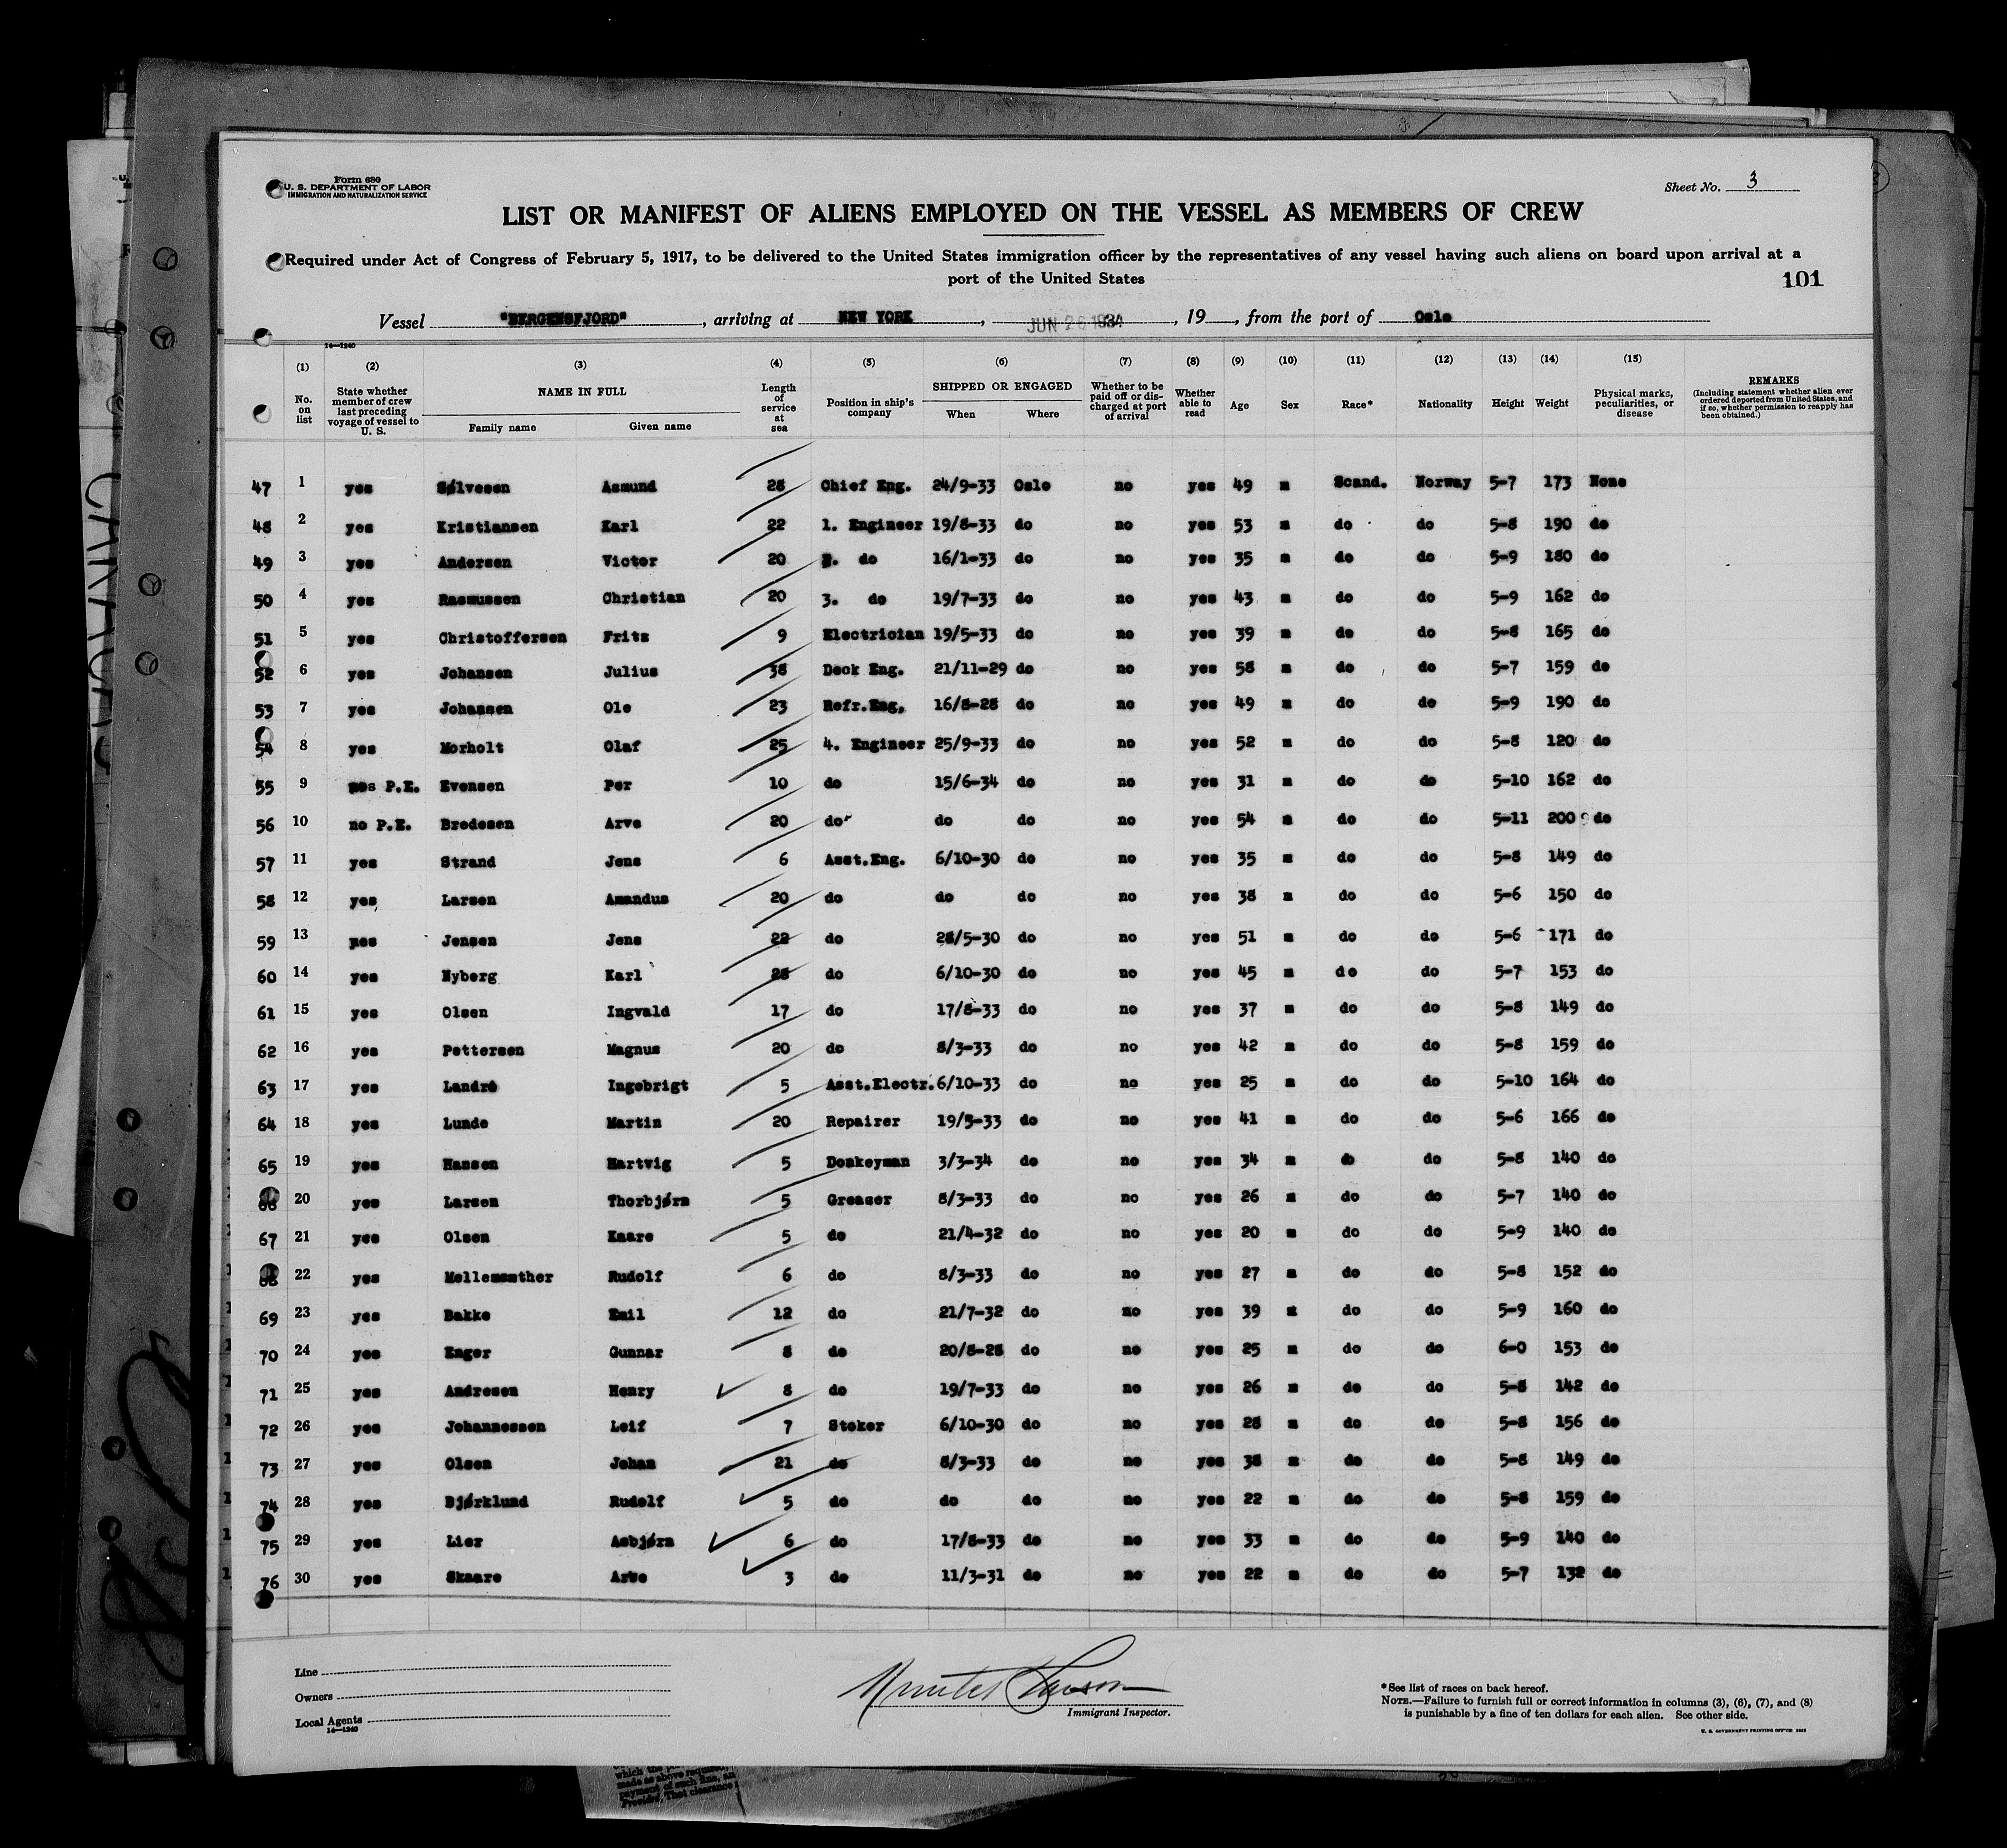 Form 680
U. S. DEPARTMENT OF LABOR
IMMIGRATION AND NATURALIZATION SERVICE
Sheet No. 3
LIST OR MANIFEST OF ALIENS EMPLOYED ON THE VESSEL AS MEMBERS OF CREW
Required under Act of Congress of February 5, 1917, to be delivered to the United States immigration officer by the representatives of any vessel having such aliens on board upon arrival at a
port of the United States
101
Vessel "BERGENSFJORD", arriving at NEW YORK, JUN 26 1934, 19, from the port of Oslo
14—1240
(1) (2) (3) (4) (5) (6) (7) (8) (9) (10) (11) (12) (13) (14) (15)
No. on list
State whether member of crew last preceding voyage of vessel to U. S.
NAME IN FULL
Family name Given name
Length of service at sea
Position in ship's company
SHIPPED OR ENGAGED
When Where
Whether to be paid off or discharged at port of arrival
Whether able to read
Age Sex Race* Nationality Height Weight
Physical marks, peculiarities, or disease
REMARKS
(Including statement whether alien ever ordered deported from United States, and if so, whether permission to reapply has been obtained.)
47 1 yes Sølvesen Asmund 28 Chief Eng. 24/9-33 Oslo no yes 49 m Scand. Norway 5-7 173 None
48 2 yes Kristiansen Karl 22 1. Engineer 19/8-33 do no yes 53 m do do 5-8 190 do
49 3 yes Andersen Victor 20 2. do 16/1-33 do no yes 35 m do do 5-9 180 do
50 4 yes Rasmussen Christian 20 3. do 19/7-33 do no yes 43 m do do 5-9 162 do
51 5 yes Christoffersen Fritz 9 Electrician 19/5-33 do no yes 39 m do do 5-8 165 do
52 6 yes Johansen Julius 38 Deck Eng. 21/11-29 do no yes 58 m do do 5-7 159 do
53 7 yes Johansen Ole 23 Refr.Eng. 16/8-28 do no yes 49 m do do 5-9 190 do
54 8 yes Morholt Olaf 25 4. Engineer 25/9-33 do no yes 52 m do do 5-8 120 do
55 9 P.E. Evensen Per 10 do 15/6-34 do no yes 31 m do do 5-10 162 do
56 10 no P.E. Bredesen Arve 20 do do do no yes 54 m do do 5-11 200 do
57 11 yes Strand Jens 6 Asst.Eng. 6/10-30 do no yes 35 m do do 5-8 149 do
58 12 yes Larsen Amandus 20 do do do no yes 38 m do do 5-6 150 do
59 13 yes Jensen Jens 22 do 28/5-30 do no yes 51 m do do 5-6 171 do
60 14 yes Nyberg Karl 28 do 6/10-30 do no yes 45 m do do 5-7 153 do
61 15 yes Olsen Ingvald 17 do 17/8-33 do no yes 37 m do do 5-8 149 do
62 16 yes Pettersen Magnus 20 do 8/3-33 do no yes 42 m do do 5-8 159 do
63 17 yes Landrø Ingebrigt 5 Asst.Electr. 6/10-33 do no yes 25 m do do 5-10 164 do
64 18 yes Lunde Martin 20 Repairer 19/5-33 do no yes 41 m do do 5-6 166 do
65 19 yes Hansen Hartvig 5 Donkeyman 3/3-34 do no yes 34 m do do 5-8 140 do
66 20 yes Larsen Thorbjørn 5 Greaser 8/3-33 do no yes 26 m do do 5-7 140 do
67 21 yes Olsen Kaare 5 do 21/4-32 do no yes 20 m do do 5-9 140 do
68 22 yes Mellemsæther Rudolf 6 do 8/3-33 do no yes 27 m do do 5-8 152 do
69 23 yes Bakke Emil 12 do 21/7-32 do no yes 39 m do do 5-9 160 do
70 24 yes Enger Gunnar 8 do 20/8-28 do no yes 25 m do do 6-0 153 do
71 25 yes Andresen Henry 8 do 19/7-33 do no yes 26 m do do 5-8 142 do
72 26 yes Johannessen Leif 7 Stoker 6/10-30 do no yes 28 m do do 5-8 156 do
73 27 yes Olsen Johan 21 do 8/3-33 do no yes 38 m do do 5-8 149 do
74 28 yes Bjørklund Rudolf 5 do do do no yes 22 m do do 5-8 159 do
75 29 yes Lier Asbjørn 6 do 17/8-33 do no yes 33 m do do 5-9 140 do
76 30 yes Skaare Arve 3 do 11/3-31 do no yes 22 m do do 5-7 132 do
Line
Owners
Local Agents
14—1240
Immigrant Inspector.
*See list of races on back hereof.
NOTE.—Failure to furnish full or correct information in columns (3), (6), (7), and (8)
is punishable by a fine of ten dollars for each alien. See other side.
U. S. GOVERNMENT PRINTING OFFICE